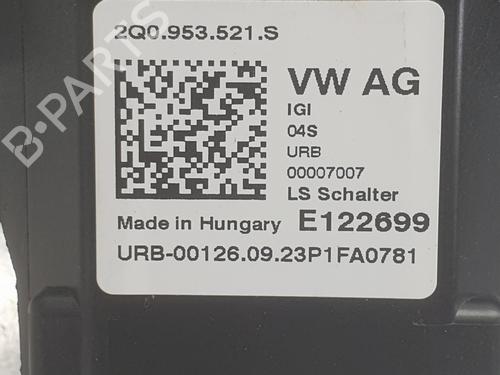 2Q0.953.521.S
VW AG
IGI
04S
URB
00007007
LS Schalter
Made in Hungary E122699
URB-00126.09.23P1FA0781